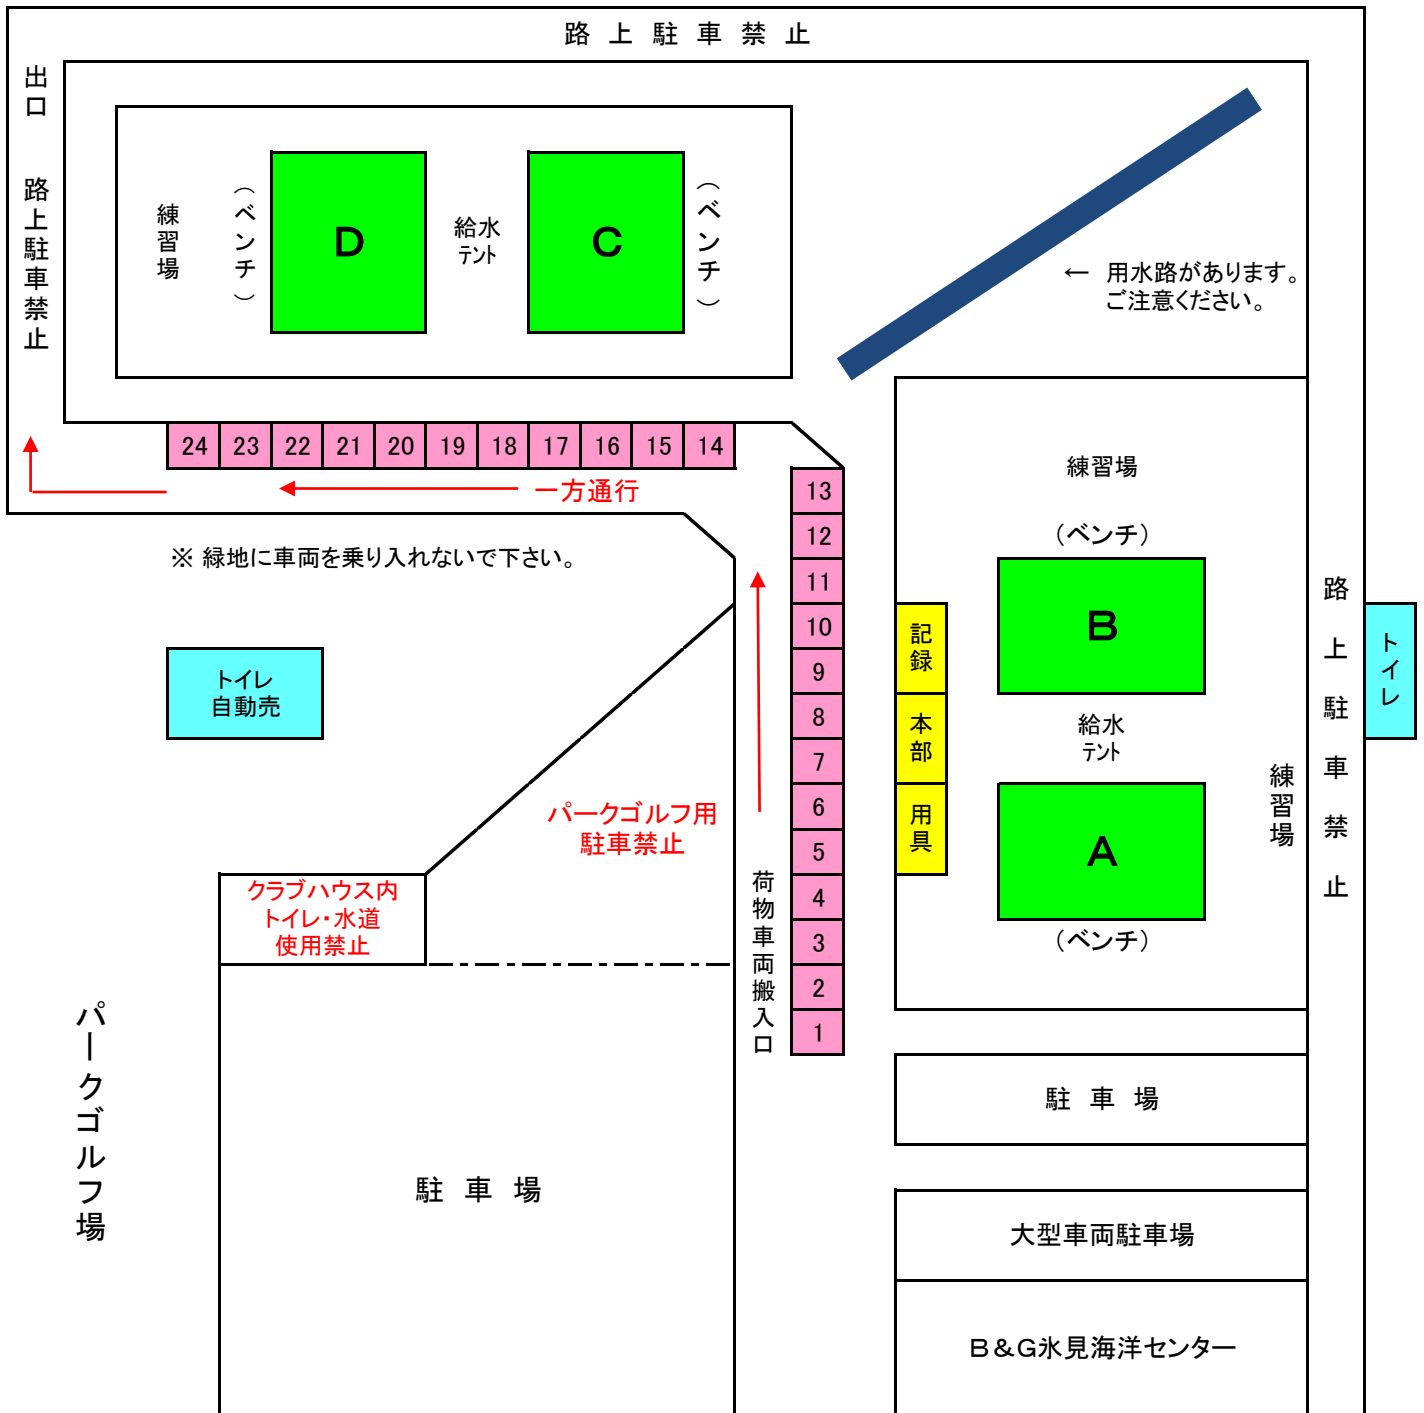 路上駐車禁止
出口
路上駐車禁止
練習場
（ベンチ）
D
給水
テント
C
（ベンチ）
← 用水路があります。
ご注意ください。
24 23 22 21 20 19 18 17 16 15 14
一方通行
※ 緑地に車両を乗り入れないで下さい。
13
12
11
10
9
8
7
6
5
4
3
2
1
練習場
（ベンチ）
B
記録
本部
用具
給水
テント
A
（ベンチ）
練習場
路上駐車禁止
トイレ
トイレ
自動売
パークゴルフ用
駐車禁止
クラブハウス内
トイレ・水道
使用禁止
荷物車両搬入口
パークゴルフ場
駐車場
駐車場
大型車両駐車場
B&G氷見海洋センター